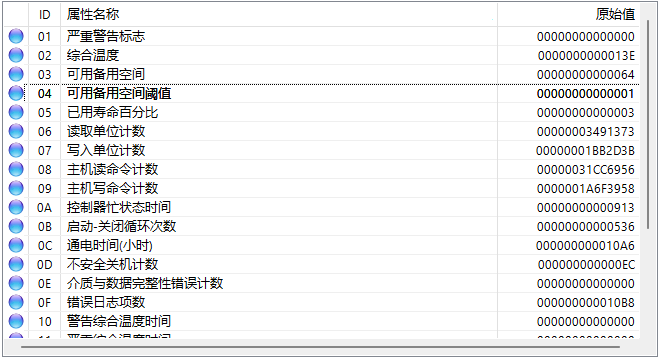 ID 属性名称 原始值
01 严重警告标志 00000000000000
02 综合温度 0000000000013E
03 可用备用空间 00000000000064
04 可用备用空间阈值 00000000000001
05 已用寿命百分比 00000000000003
06 读取单位计数 00000003491373
07 写入单位计数 00000001BB2D3B
08 主机读命令计数 00000031CC6956
09 主机写命令计数 0000001A6F3958
0A 控制器忙状态时间 00000000000913
0B 启动-关闭循环次数 00000000000536
0C 通电时间(小时) 000000000010A6
0D 不安全关机计数 000000000000EC
0E 介质与数据完整性错误计数 00000000000000
0F 错误日志项数 000000000010B8
10 警告综合温度时间 00000000000000